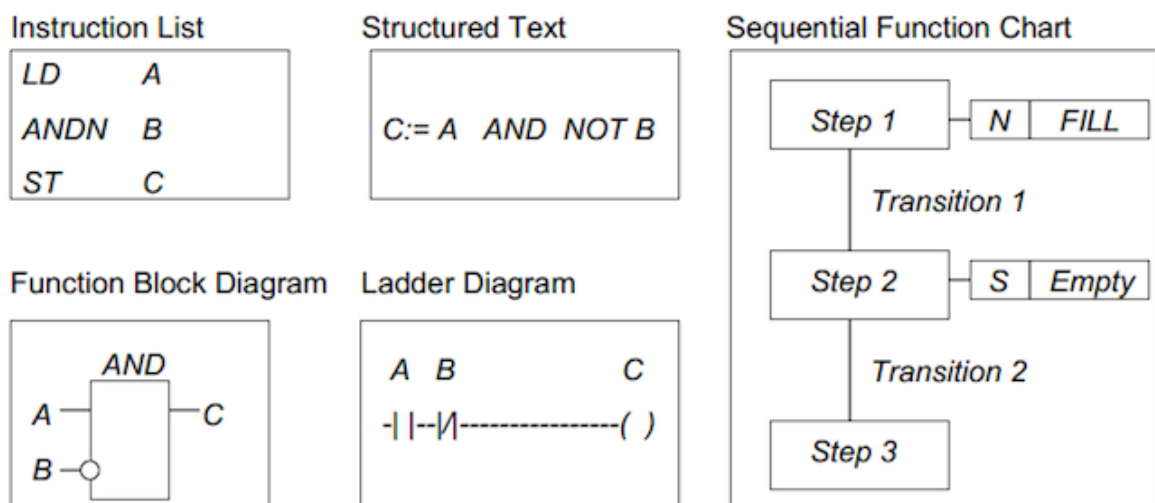 Instruction List
LD A
ANDN B
ST C
Structured Text
C:= A AND NOT B
Sequential Function Chart
Step 1 N FILL
Transition 1
Step 2 S Empty
Transition 2
Step 3
Function Block Diagram
AND
A C
B
Ladder Diagram
A B C
-| |--|/|----------------( )